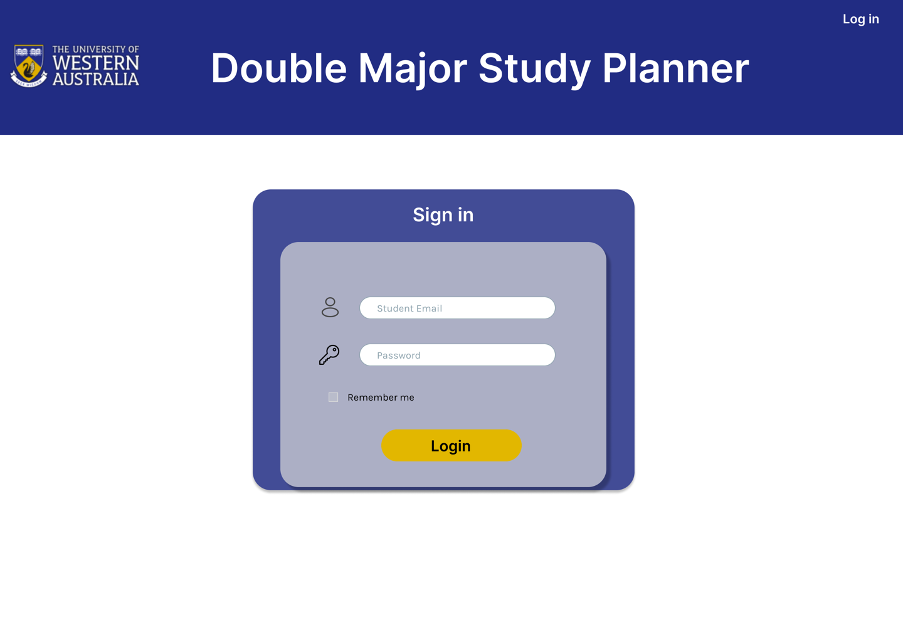 Log in
THE UNIVERSITY OF
WESTERN
AUSTRALIA
Double Major Study Planner
Sign in
Student Email
Password
Remember me
Login